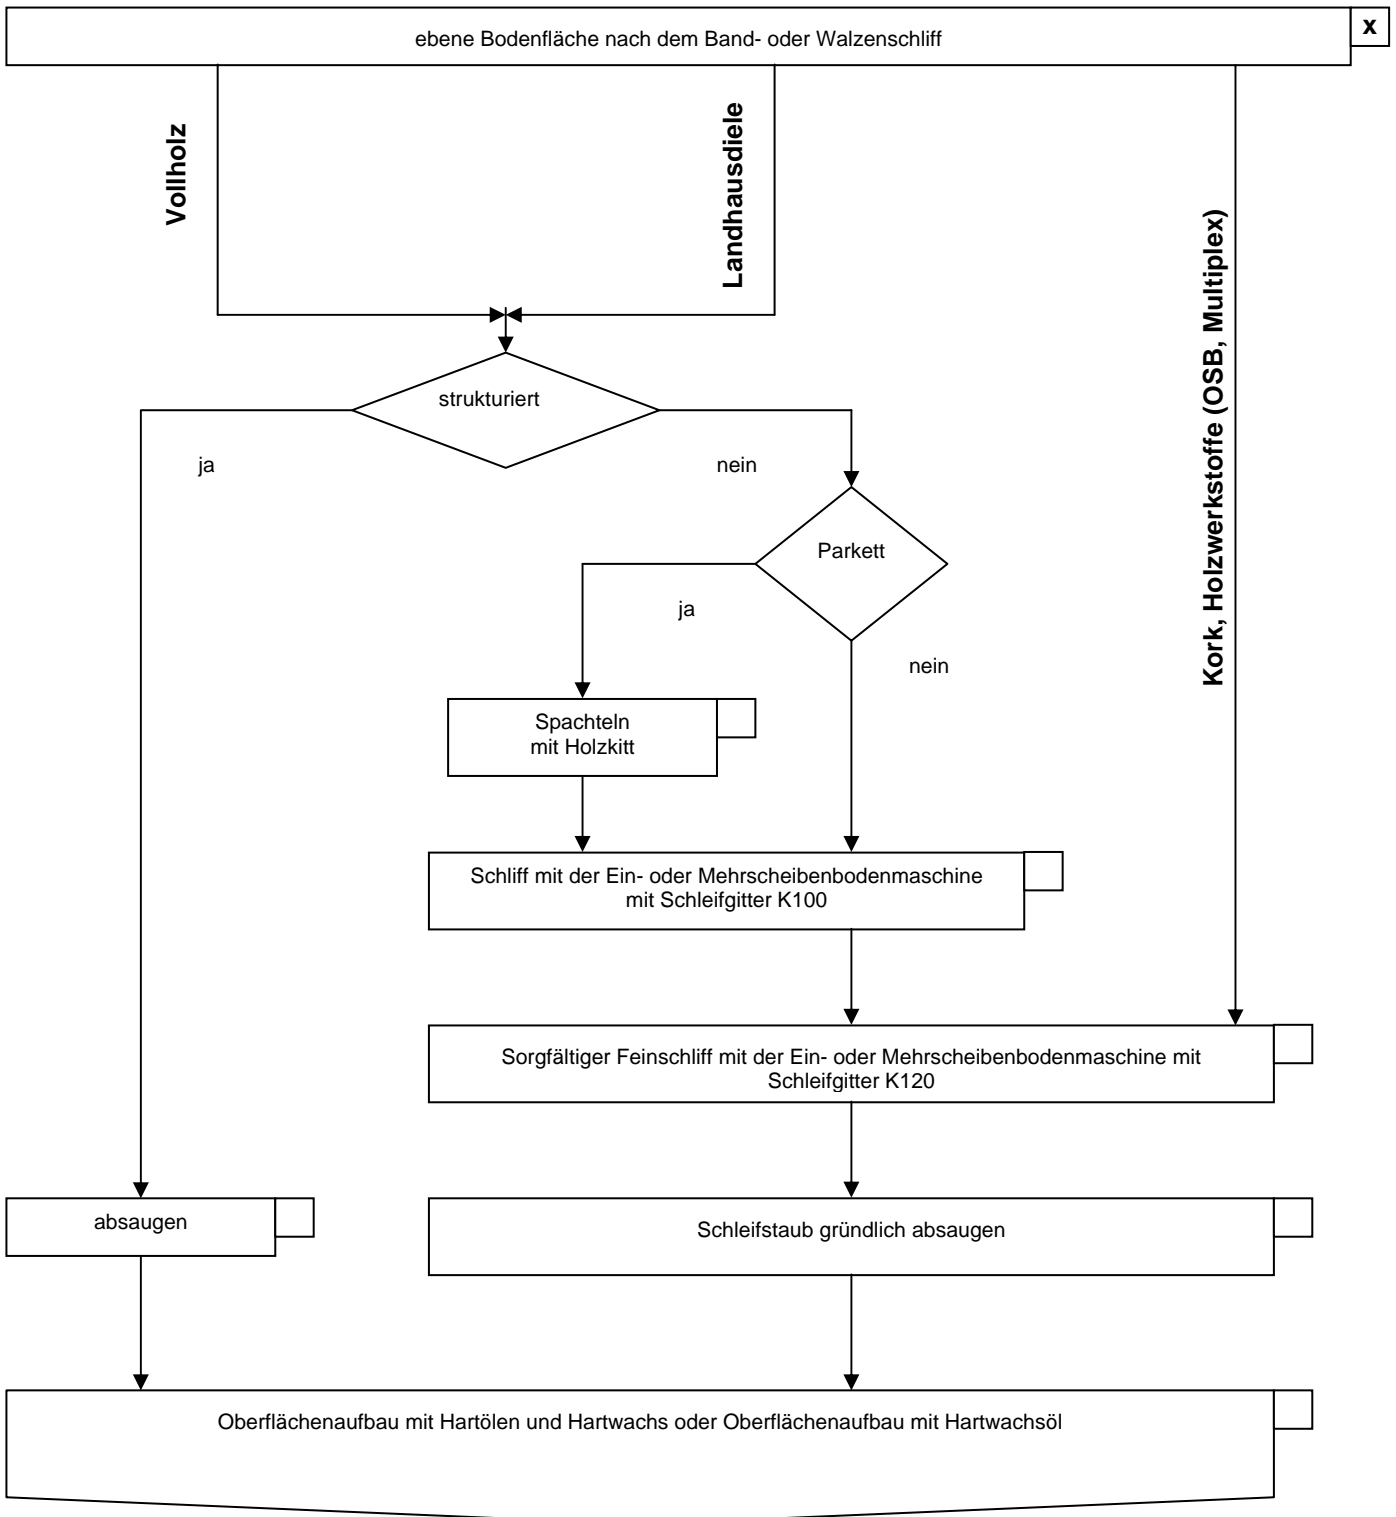 ebene Bodenfläche nach dem Band- oder Walzenschliff
x
Vollholz
Landhausdiele
Kork, Holzwerkstoffe (OSB, Multiplex)
strukturiert
ja
nein
Parkett
ja
nein
Spachteln
mit Holzkitt
Schliff mit der Ein- oder Mehrscheibenbodenmaschine
mit Schleifgitter K100
Sorgfältiger Feinschliff mit der Ein- oder Mehrscheibenbodenmaschine mit
Schleifgitter K120
absaugen
Schleifstaub gründlich absaugen
Oberflächenaufbau mit Hartölen und Hartwachs oder Oberflächenaufbau mit Hartwachsöl